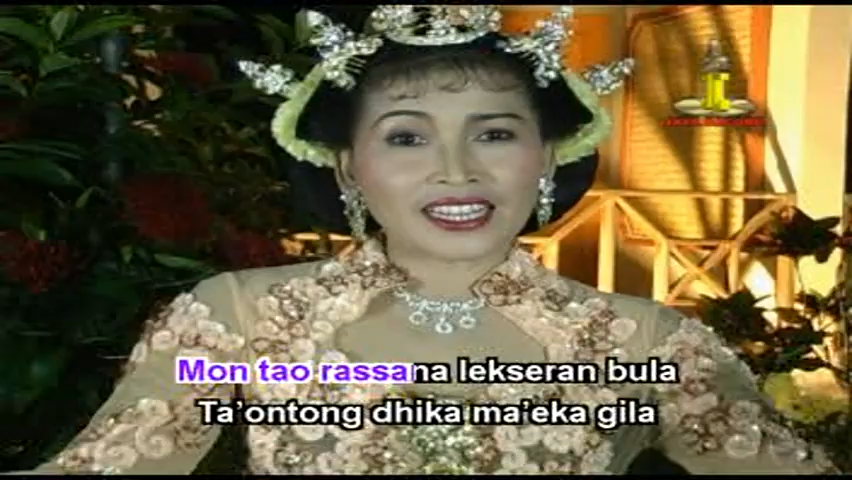 Mon tao rassana lekseran bula
Ta'ontong dhika ma'eka gila